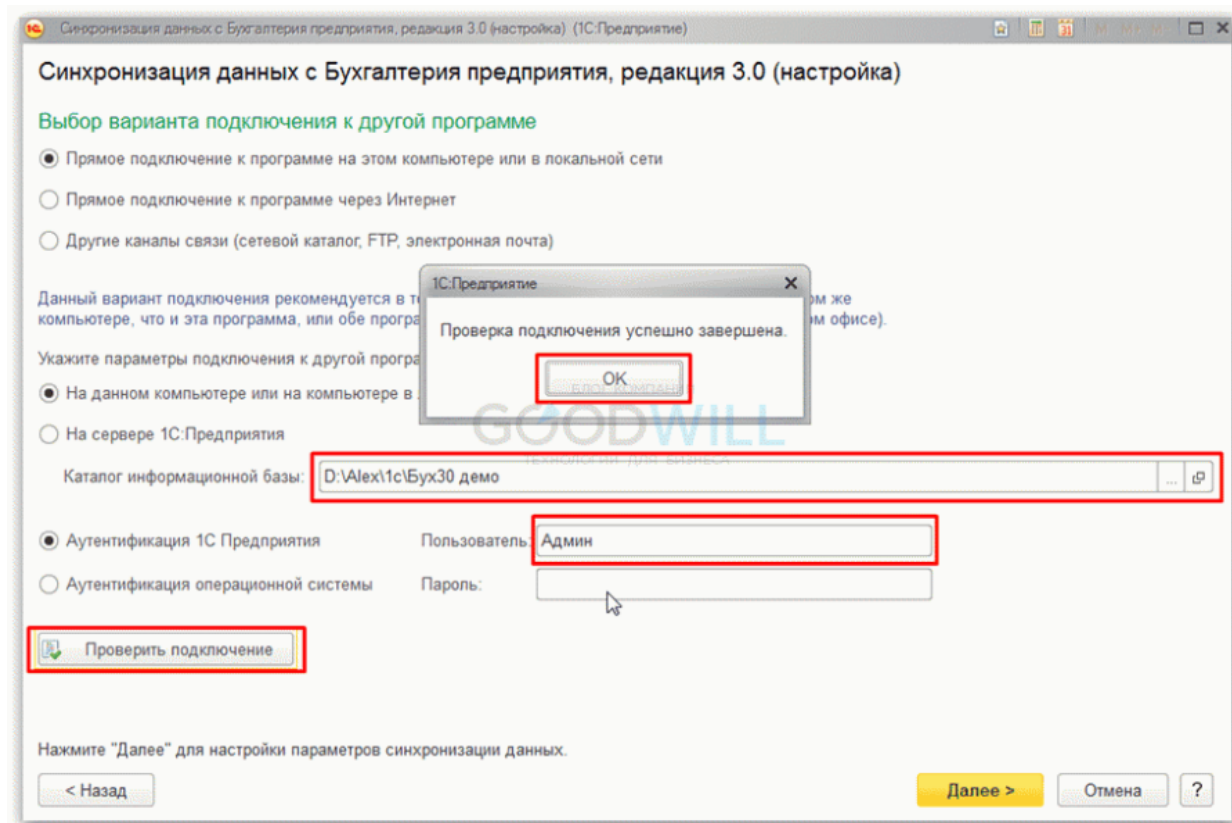 Синхронизация данных с Бухгалтерия предприятия, редакция 3.0 (настройка) (1С:Предприятие)
Синхронизация данных с Бухгалтерия предприятия, редакция 3.0 (настройка)
Выбор варианта подключения к другой программе
Прямое подключение к программе на этом компьютере или в локальной сети
Прямое подключение к программе через Интернет
Другие каналы связи (сетевой каталог, FTP, электронная почта)
1С:Предприятие
Данный вариант подключения рекомендуется в
же
компьютере, что и эта программа, или обе
офисе).
Проверка подключения успешно завершена.
OK
Укажите параметры подключения к другой
На данном компьютере или на компьютере в
БЛОГ КОМПАНИИ
GOODWILL
ТЕХНОЛОГИИ ДЛЯ БИЗНЕСА
На сервере 1С:Предприятия
Каталог информационной базы: D:\Alex\1c\Бух30 демо ...
Аутентификация 1С Предприятия Пользователь: Админ
Аутентификация операционной системы Пароль:
Проверить подключение
Нажмите "Далее" для настройки параметров синхронизации данных.
< Назад Далее > Отмена ?